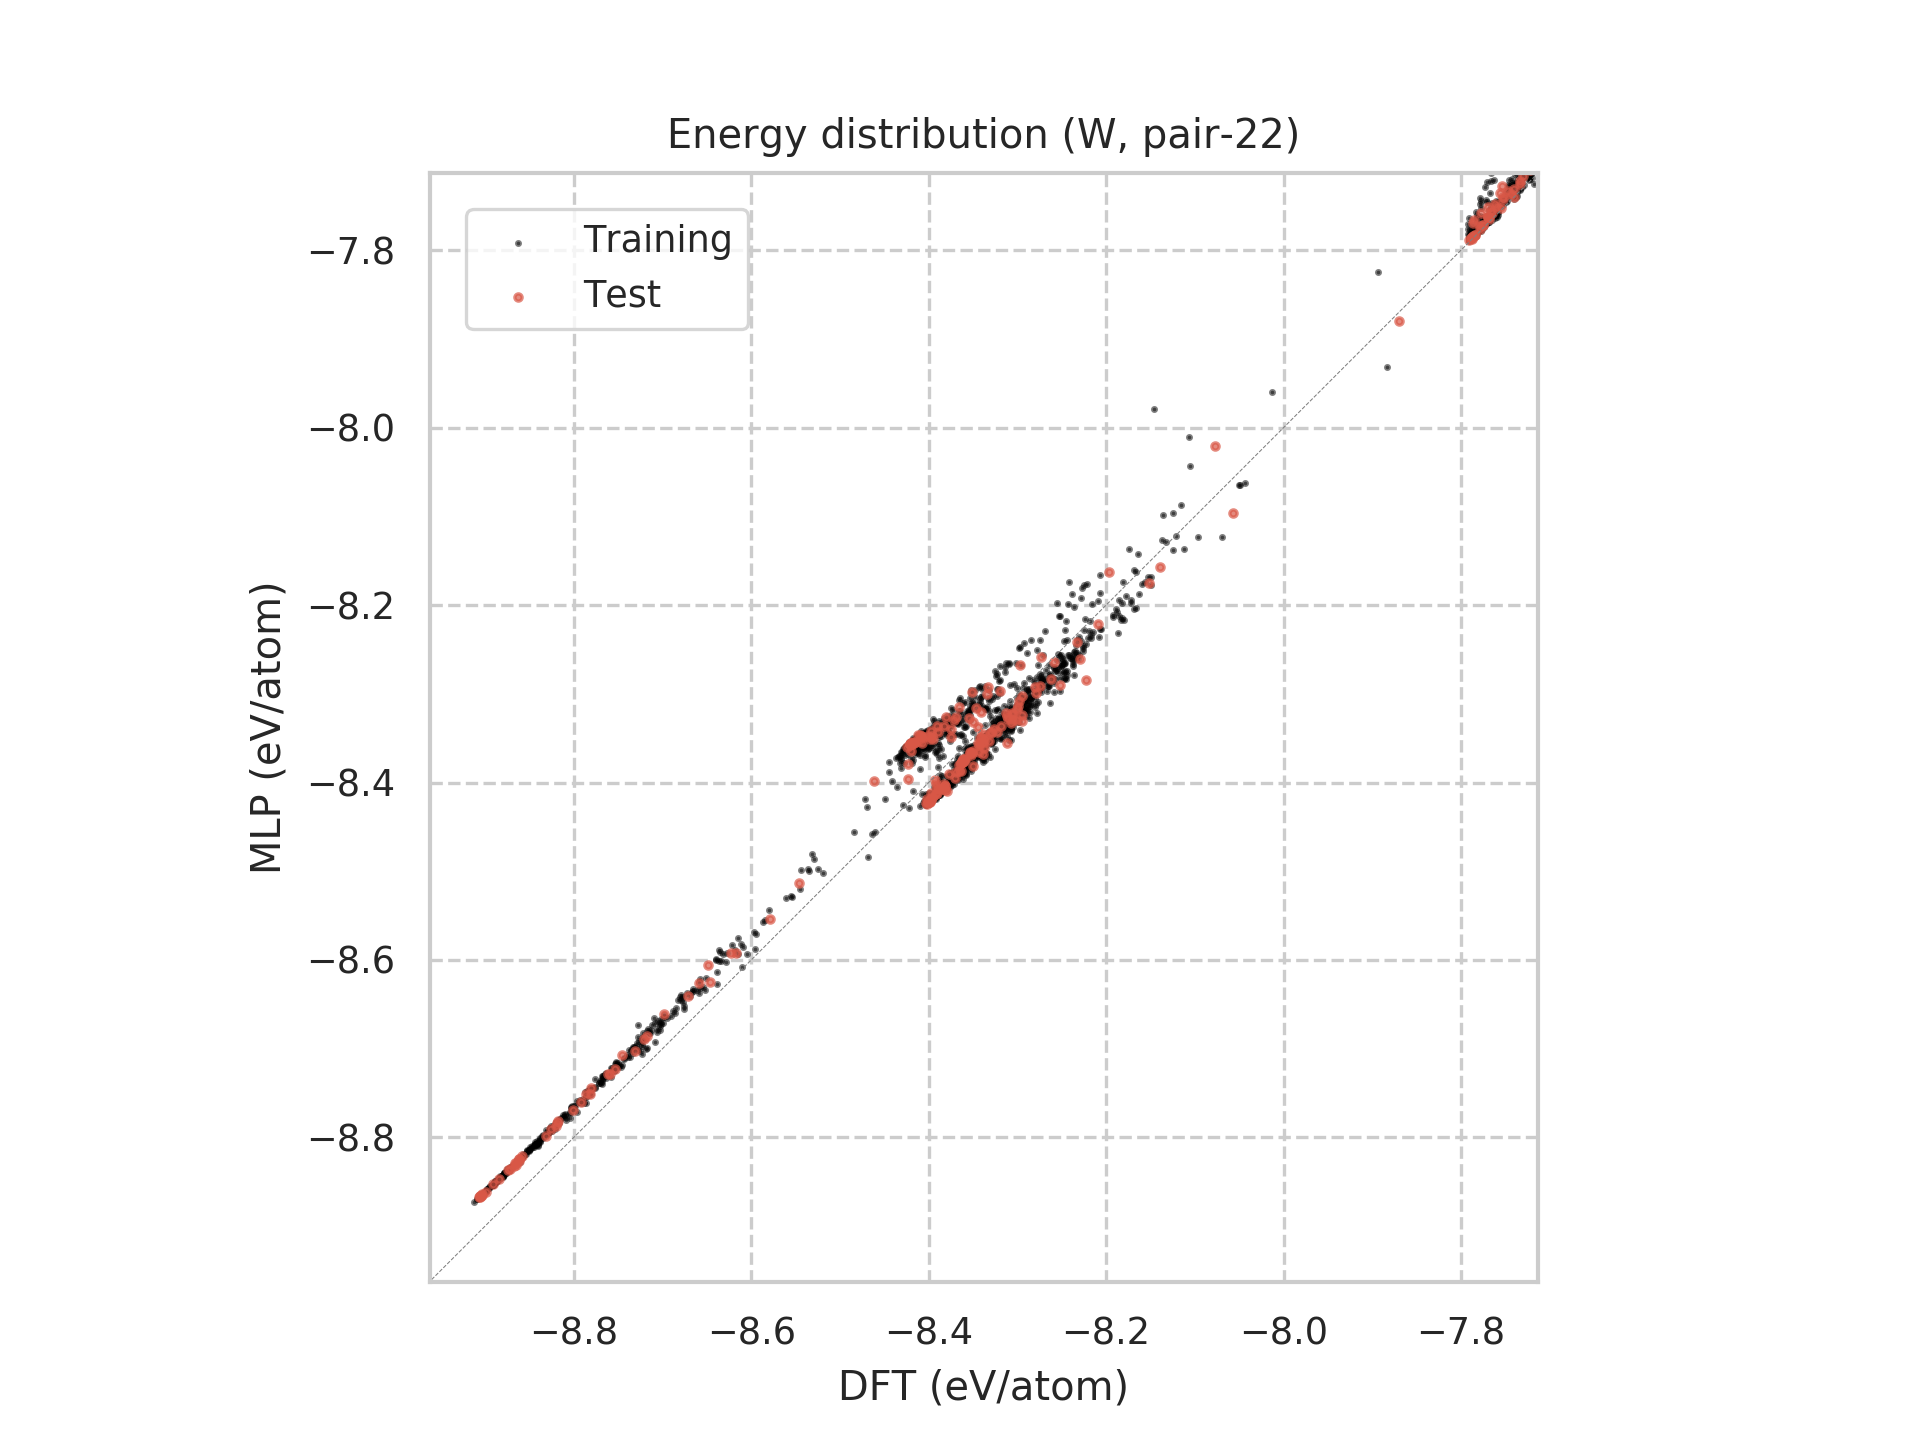 Energy distribution (W, pair-22)
Training
Test
−7.8
−8.0
−8.2
−8.4
−8.6
−8.8
MLP (eV/atom)
−8.8
−8.6
−8.4
−8.2
−8.0
−7.8
DFT (eV/atom)